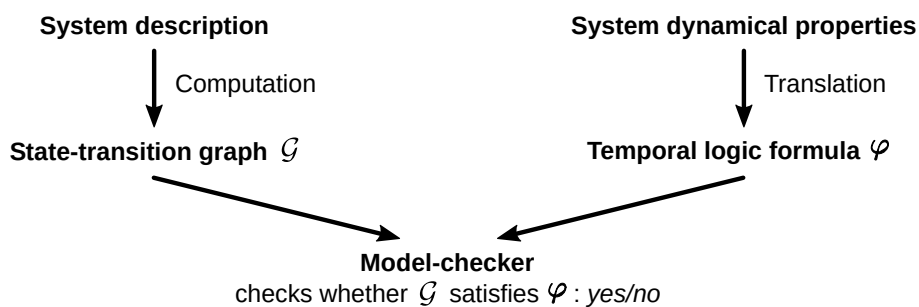 System description
System dynamical properties
Computation
Translation
State-transition graph 𝒢
Temporal logic formula φ
Model-checker
checks whether 𝒢 satisfies φ : yes/no